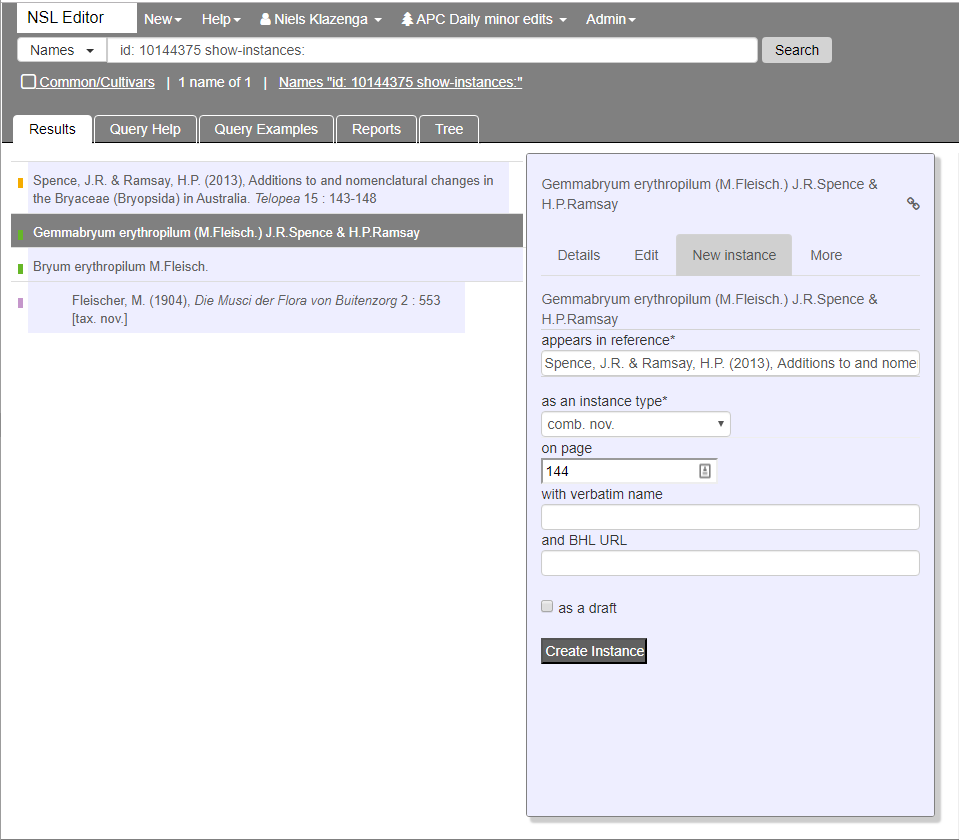 NSL Editor New Help Niels Klazenga APC Daily minor edits Admin
Names id: 10144375 show-instances: Search
Common/Cultivars | 1 name of 1 | Names "id: 10144375 show-instances:"
Results Query Help Query Examples Reports Tree
Spence, J.R. & Ramsay, H.P. (2013), Additions to and nomenclatural changes in
the Bryaceae (Bryopsida) in Australia. Telopea 15 : 143-148
Gemmabryum erythropilum (M.Fleisch.) J.R.Spence & H.P.Ramsay
Bryum erythropilum M.Fleisch.
Fleischer, M. (1904), Die Musci der Flora von Buitenzorg 2 : 553
[tax. nov.]
Gemmabryum erythropilum (M.Fleisch.) J.R.Spence &
H.P.Ramsay
Details Edit New instance More
Gemmabryum erythropilum (M.Fleisch.) J.R.Spence &
H.P.Ramsay
appears in reference*
Spence, J.R. & Ramsay, H.P. (2013), Additions to and nome
as an instance type*
comb. nov.
on page
144
with verbatim name
and BHL URL
as a draft
Create Instance